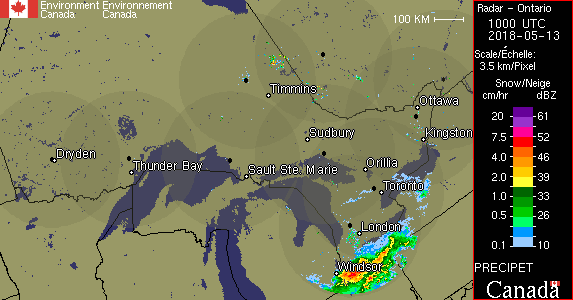 Environment Environnement
Canada Canada
100 KM
Timmins
Ottawa
Sudbury
Kingston
Dryden
Thunder Bay
Sault Ste. Marie
Orillia
Toronto
London
Windsor
Radar - Ontario
1000 UTC
2018-05-13
Scale/Échelle:
3.5 km/Pixel
Snow/Neige
cm/hr dBZ
20 61
7.5 52
4.0 46
2.0 39
1.0 33
0.5 26
0.1 10
PRECIPET
Canada